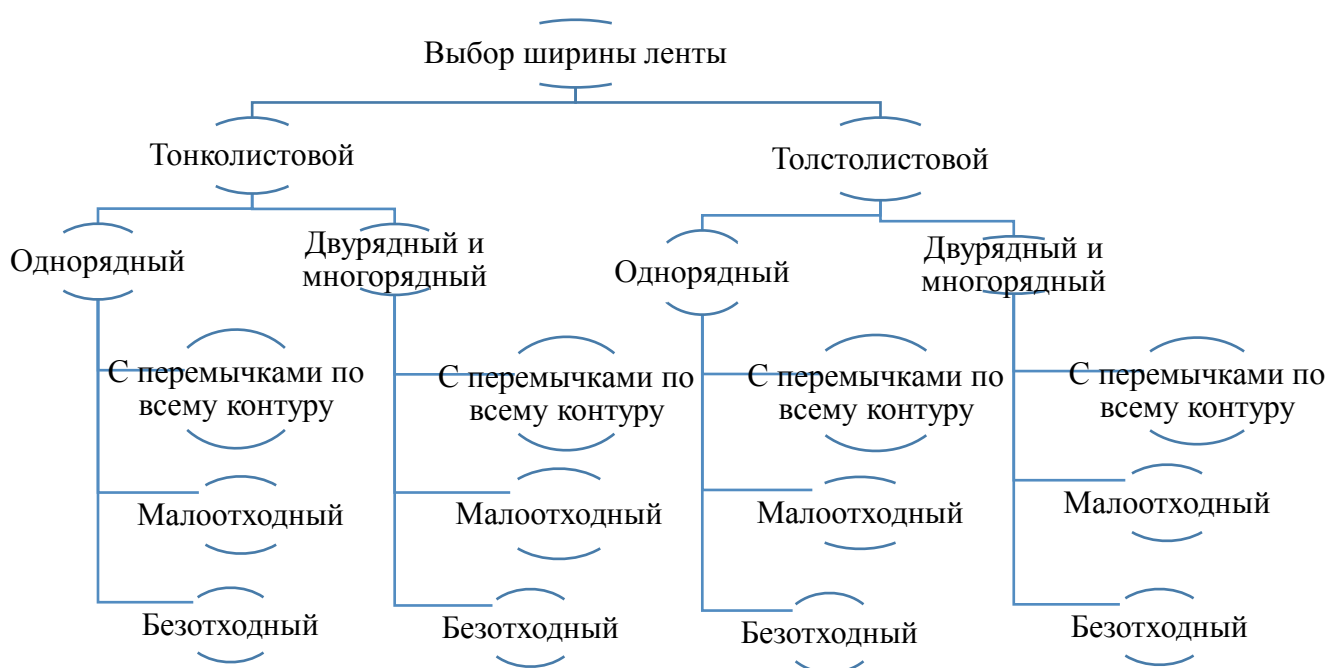 Выбор ширины ленты
Тонколистовой
Толстолистовой
Однорядный
Двурядный и
многорядный
Однорядный
Двурядный и
многорядный
С перемычками по
всему контуру
С перемычками по
всему контуру
С перемычками по
всему контуру
С перемычками по
всему контуру
Малоотходный
Малоотходный
Малоотходный
Малоотходный
Безотходный
Безотходный
Безотходный
Безотходный